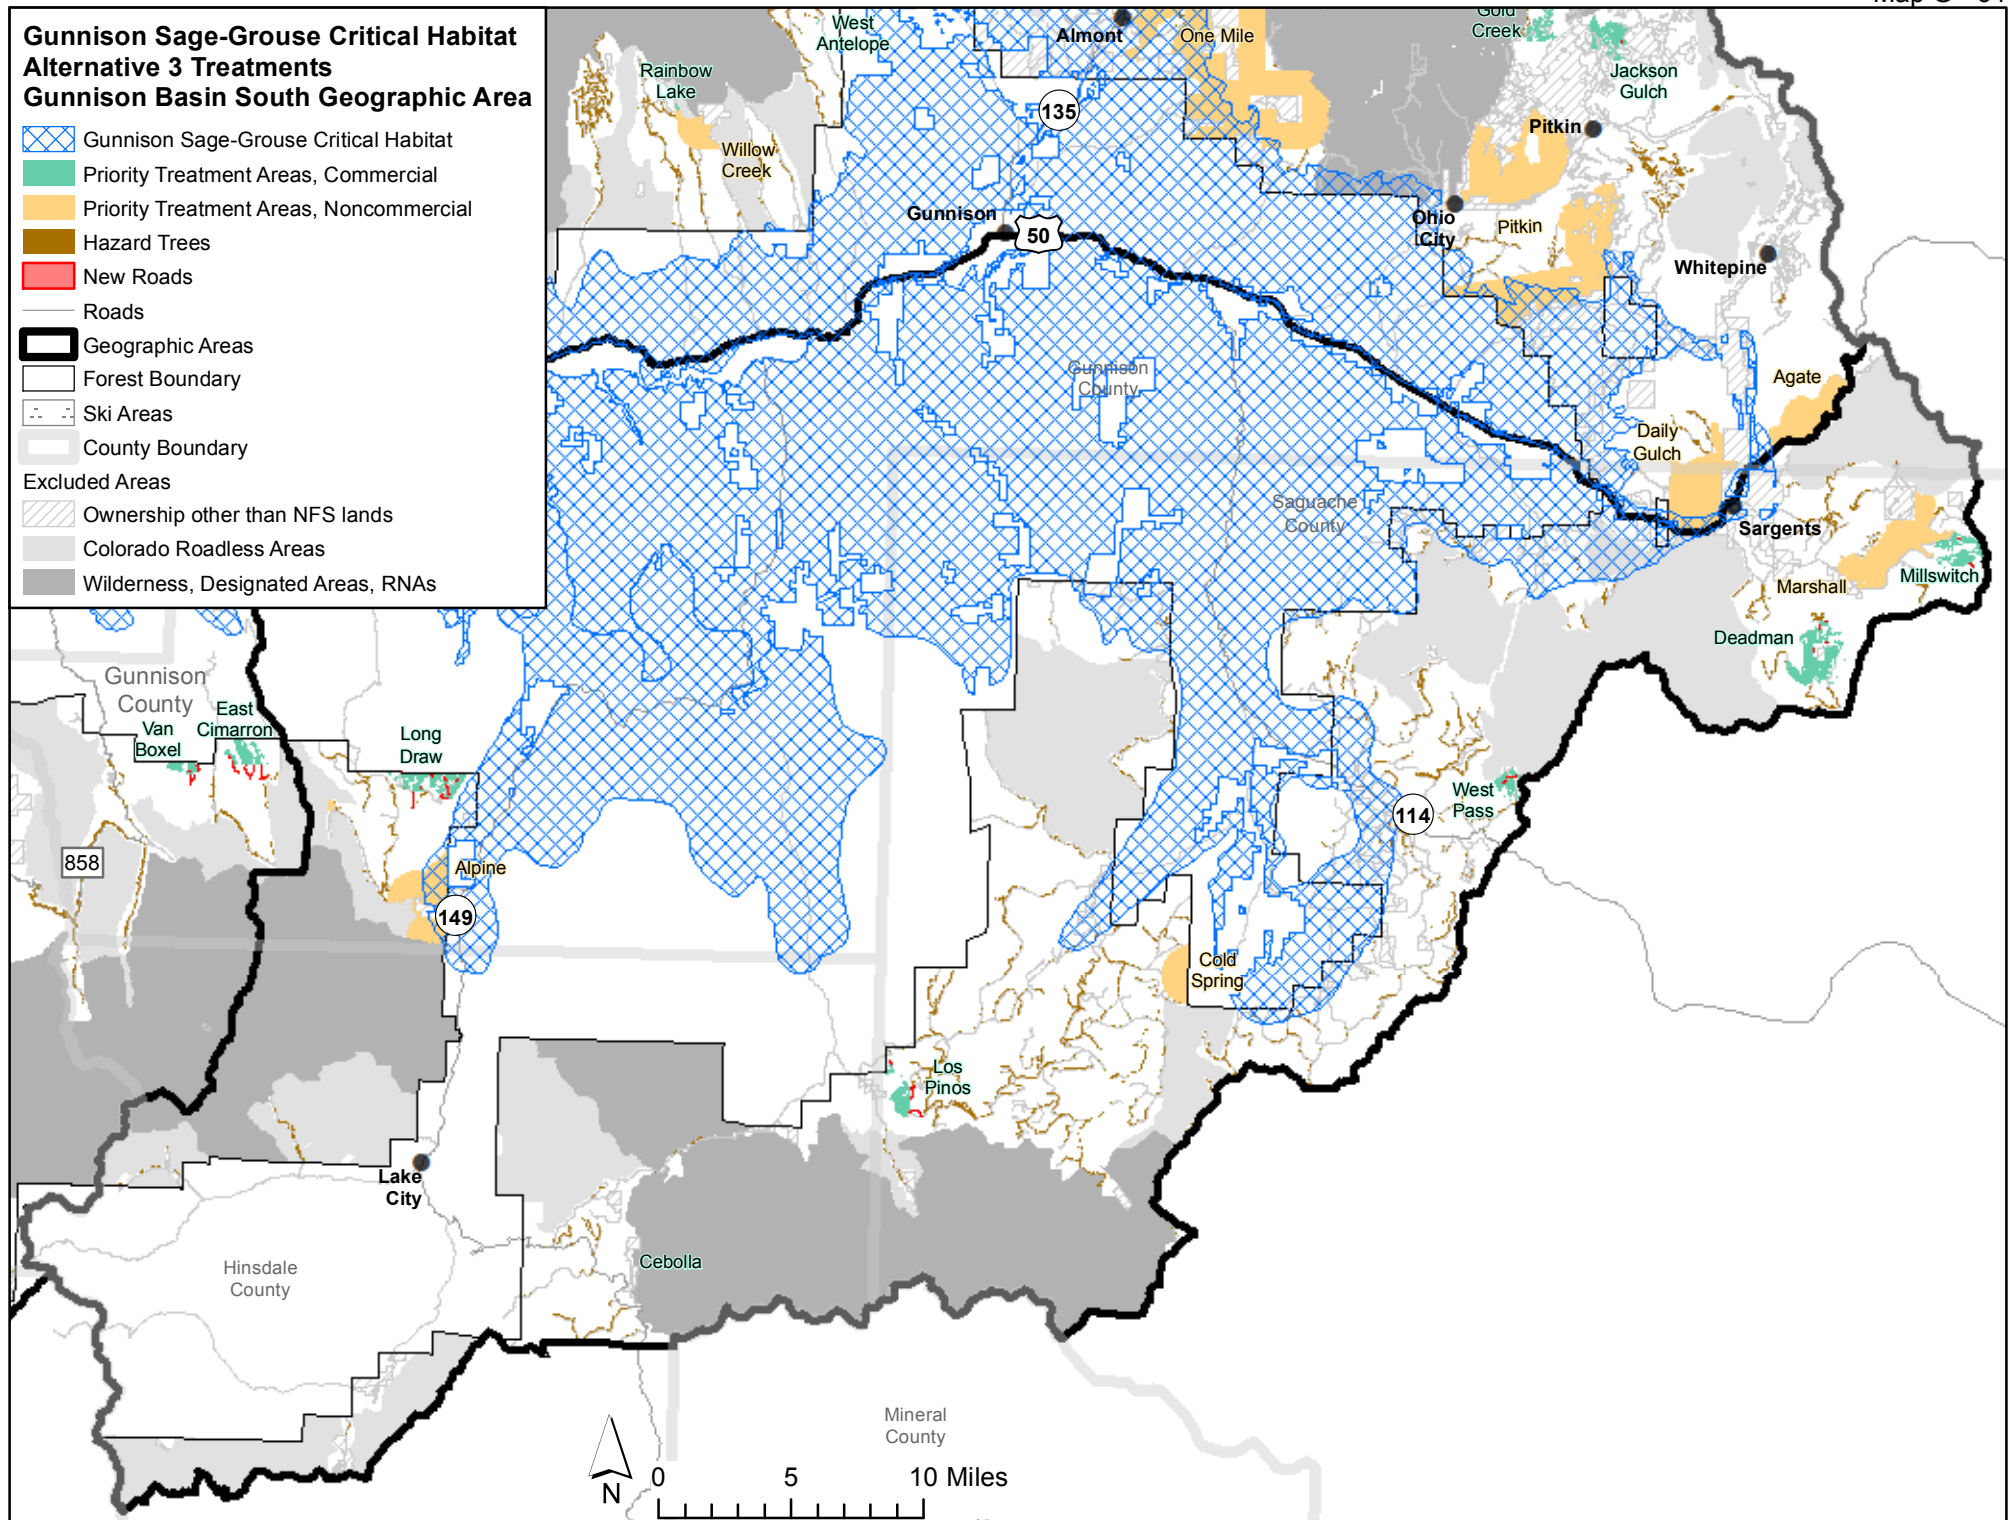 Gunnison Sage-Grouse Critical Habitat
Alternative 3 Treatments
Gunnison Basin South Geographic Area
Gunnison Sage-Grouse Critical Habitat
Priority Treatment Areas, Commercial
Priority Treatment Areas, Noncommercial
Hazard Trees
New Roads
Roads
Geographic Areas
Forest Boundary
Ski Areas
County Boundary
Excluded Areas
Ownership other than NFS lands
Colorado Roadless Areas
Wilderness, Designated Areas, RNAs
West
Antelope
Almont
One Mile
Gold
Creek
Rainbow
Lake
Jackson
Gulch
135
Pitkin
Willow
Creek
Gunnison
50
Ohio
City
Pitkin
Whitepine
Gunnison
County
Agate
Daily
Gulch
Saguache
County
Sargents
Marshall
Millswitch
Deadman
Gunnison
County
Van
Boxel
East
Cimarron
Long
Draw
West
Pass
114
858
Alpine
149
Cold
Spring
Los
Pinos
Lake
City
Hinsdale
County
Cebolla
Mineral
County
N
0 5 10 Miles